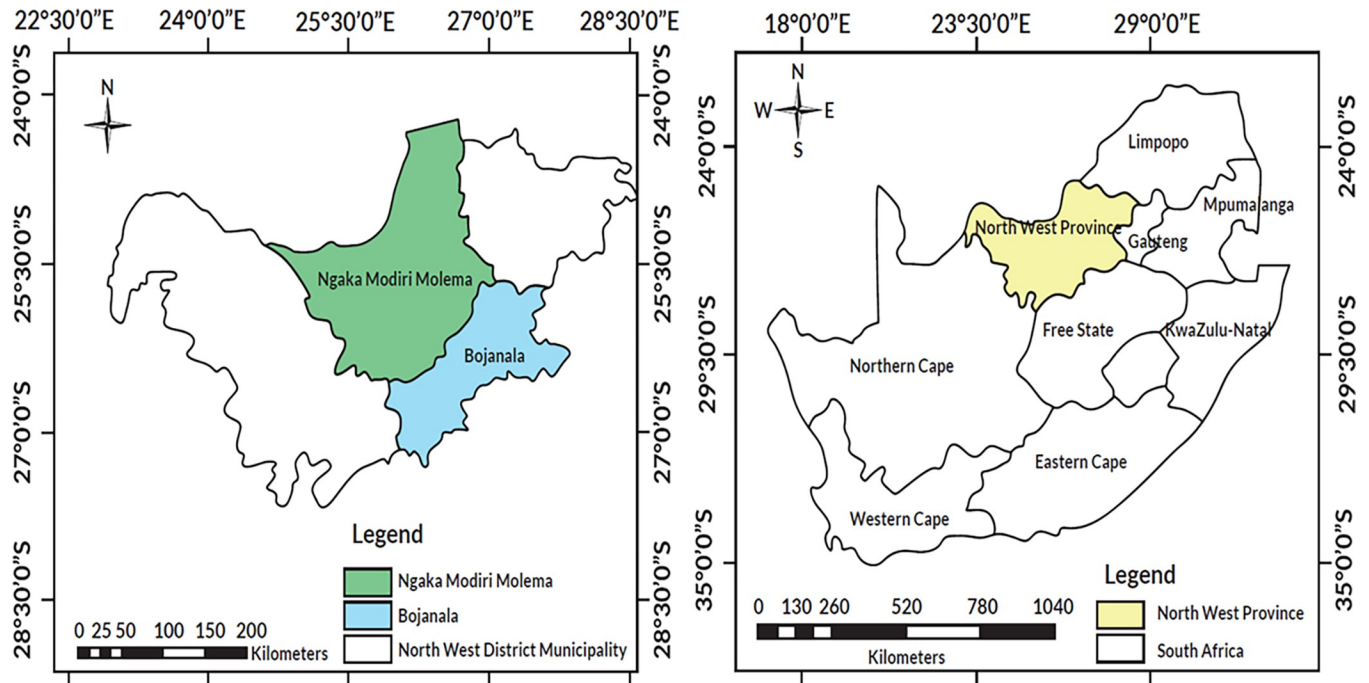 22°30'0"E 24°0'0"E 25°30'0"E 27°0'0"E 28°30'0"E
24°0'0"S
25°30'0"S
27°0'0"S
28°30'0"S
N
Ngaka Modiri Molema
Bojanala
Legend
Ngaka Modiri Molema
Bojanala
North West District Municipality
0 25 50 100 150 200
Kilometers
24°0'0"S
25°30'0"S
27°0'0"S
28°30'0"S
18°0'0"E 23°30'0"E 29°0'0"E
24°0'0"S
29°30'0"S
35°0'0"S
N
W E
S
Limpopo
Mpumalanga
North West Province
Gauteng
Free State
KwaZulu-Natal
Northern Cape
Eastern Cape
Western Cape
Legend
North West Province
South Africa
0 130 260 520 780 1040
Kilometers
24°0'0"S
29°30'0"S
35°0'0"S